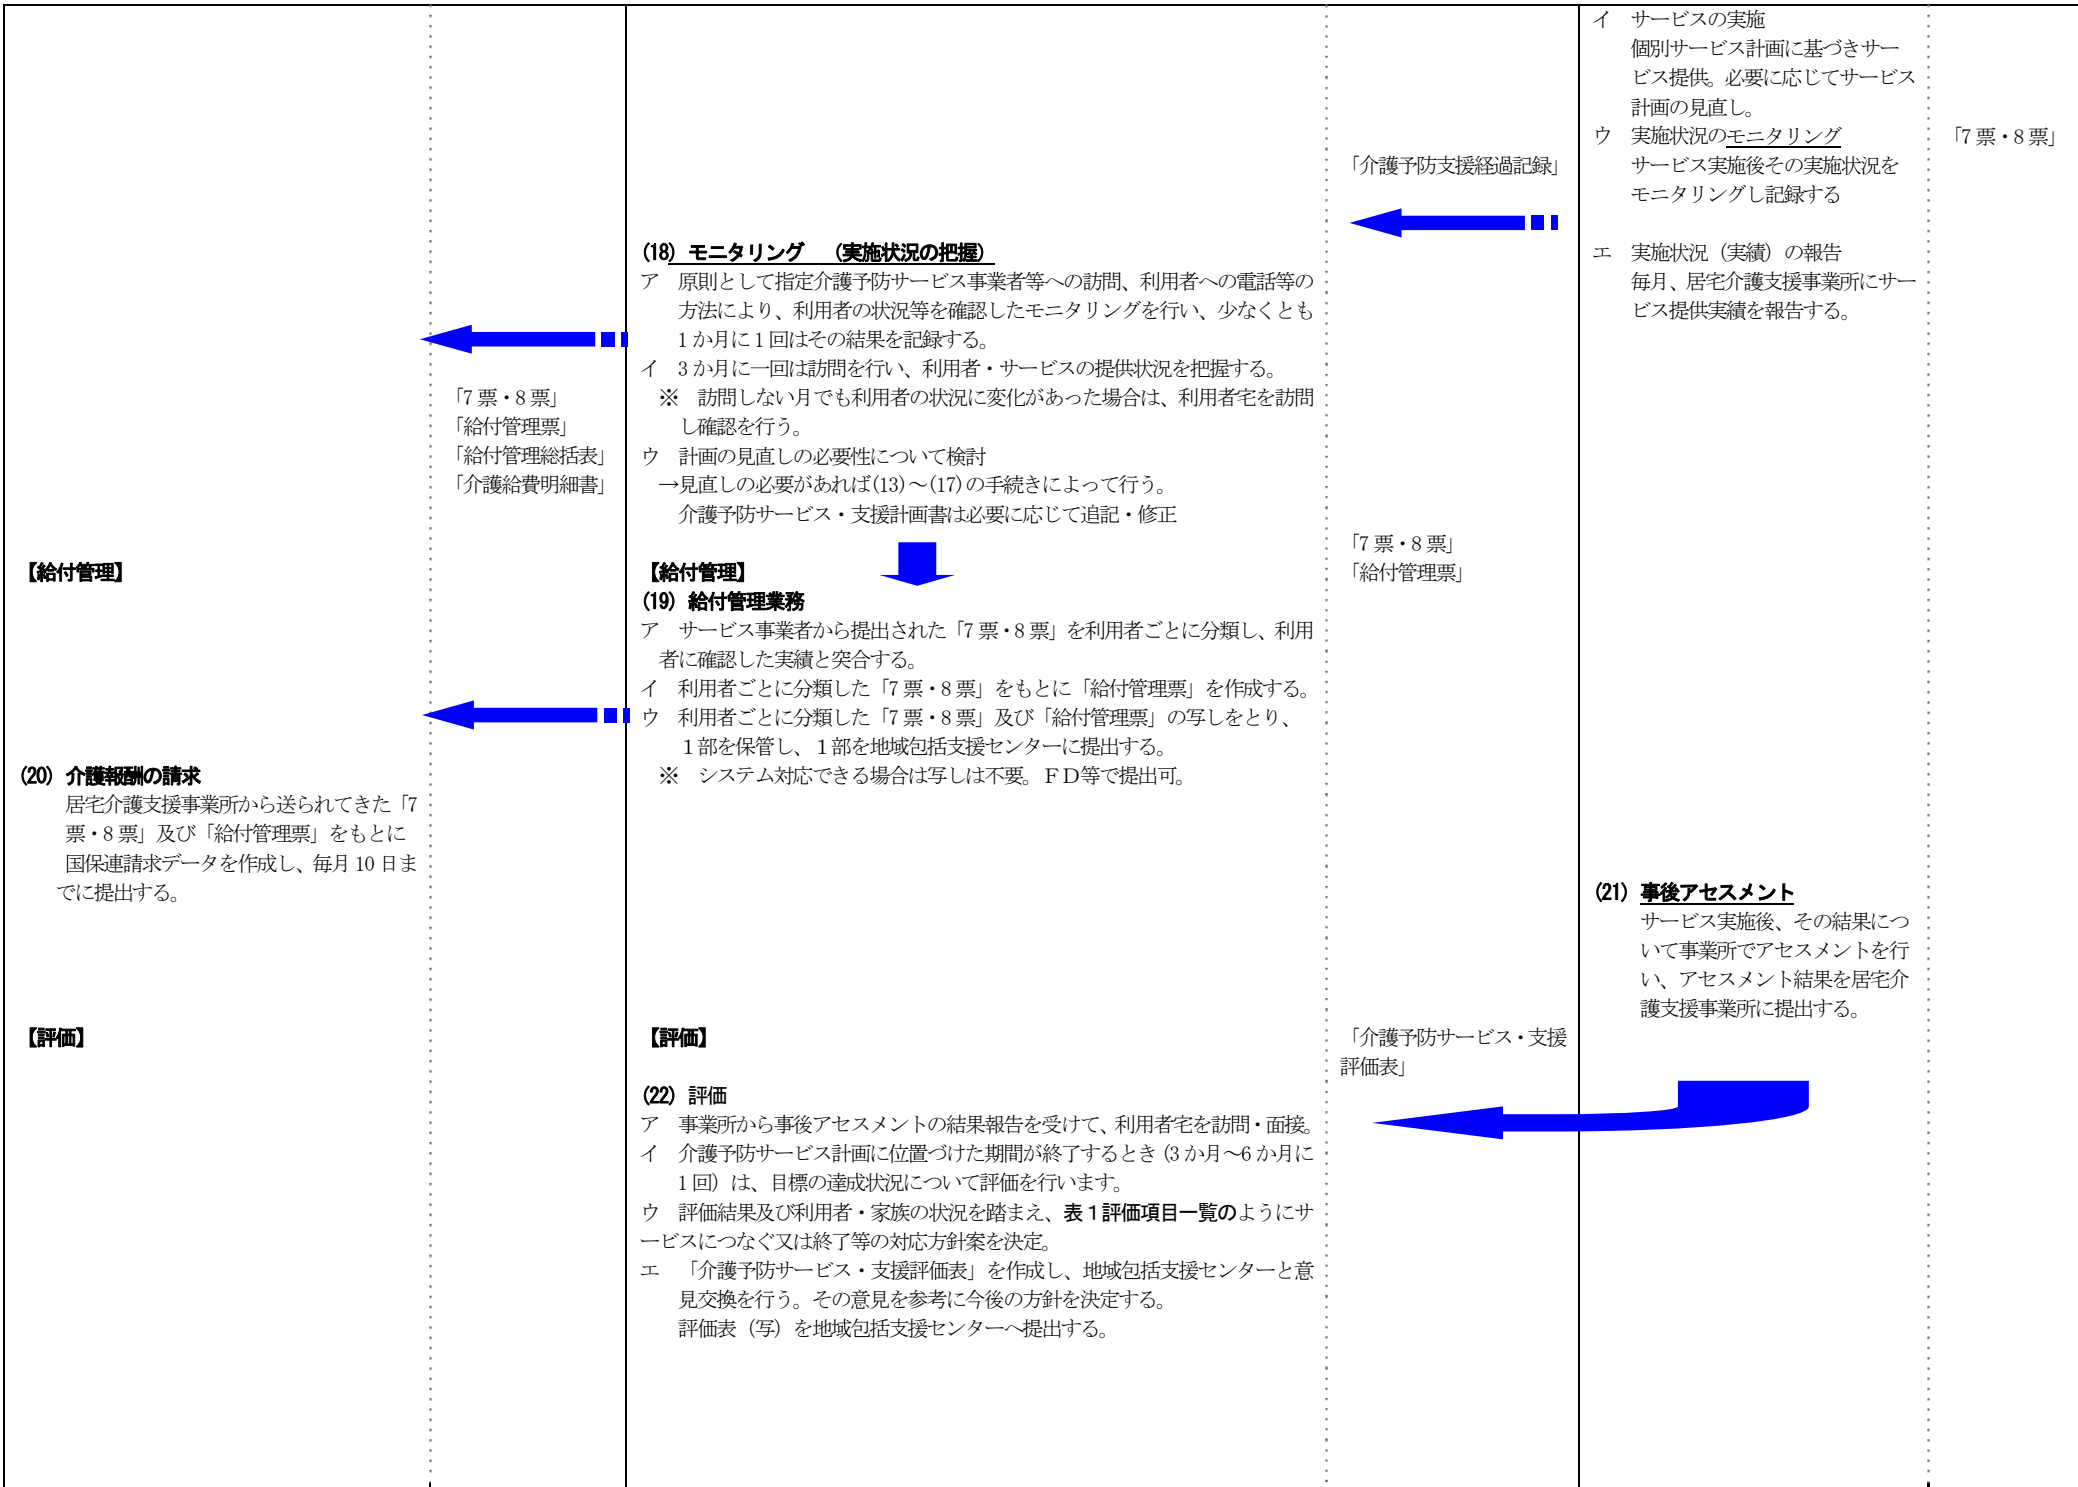 イ　サービスの実施
個別サービス計画に基づきサー
ビス提供。必要に応じてサービス
計画の見直し。
ウ　実施状況のモニタリング
サービス実施後その実施状況を
モニタリングし記録する
エ　実施状況（実績）の報告
毎月、居宅介護支援事業所にサー
ビス提供実績を報告する。
「7票・8票」
「介護予防支援経過記録」
(18) モニタリング　（実施状況の把握）
ア　原則として指定介護予防サービス事業者等への訪問、利用者への電話等の
方法により、利用者の状況等を確認したモニタリングを行い、少なくとも
1か月に1回はその結果を記録する。
イ　3か月に一回は訪問を行い、利用者・サービスの提供状況を把握する。
※　訪問しない月でも利用者の状況に変化があった場合は、利用者宅を訪問
し確認を行う。
ウ　計画の見直しの必要性について検討
→見直しの必要があれば(13)～(17)の手続きによって行う。
介護予防サービス・支援計画書は必要に応じて追記・修正
「7票・8票」
「給付管理票」
「給付管理総括表」
「介護給費明細書」
【給付管理】
【給付管理】
「7票・8票」
「給付管理票」
(19) 給付管理業務
ア　サービス事業者から提出された「7票・8票」を利用者ごとに分類し、利用
者に確認した実績と突合する。
イ　利用者ごとに分類した「7票・8票」をもとに「給付管理票」を作成する。
ウ　利用者ごとに分類した「7票・8票」及び「給付管理票」の写しをとり、
１部を保管し、１部を地域包括支援センターに提出する。
※　システム対応できる場合は写しは不要。ＦＤ等で提出可。
(20) 介護報酬の請求
居宅介護支援事業所から送られてきた「7
票・8票」及び「給付管理票」をもとに
国保連請求データを作成し、毎月10日ま
でに提出する。
(21) 事後アセスメント
サービス実施後、その結果につ
いて事業所でアセスメントを行
い、アセスメント結果を居宅介
護支援事業所に提出する。
【評価】
【評価】
「介護予防サービス・支援
評価表」
(22) 評価
ア　事業所から事後アセスメントの結果報告を受けて、利用者宅を訪問・面接。
イ　介護予防サービス計画に位置づけた期間が終了するとき（3か月～6か月に
1回）は、目標の達成状況について評価を行います。
ウ　評価結果及び利用者・家族の状況を踏まえ、表１評価項目一覧のようにサ
ービスにつなぐ又は終了等の対応方針案を決定。
エ　「介護予防サービス・支援評価表」を作成し、地域包括支援センターと意
見交換を行う。その意見を参考に今後の方針を決定する。
評価表（写）を地域包括支援センターへ提出する。